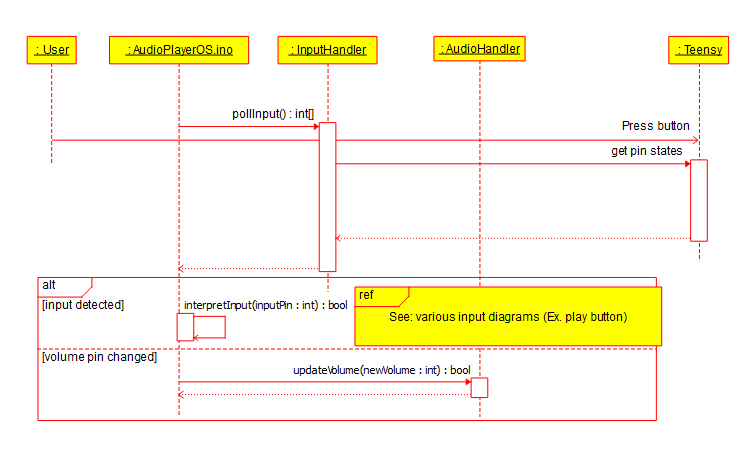 : User
: AudioPlayerOS.ino
: InputHandler
: AudioHandler
: Teensy
pollInput() : int[]
Press button
get pin states
alt
[input detected]
interpretInput(inputPin : int) : bool
ref
See: various input diagrams (Ex. play button)
[volume pin changed]
updateVolume(newVolume : int) : bool